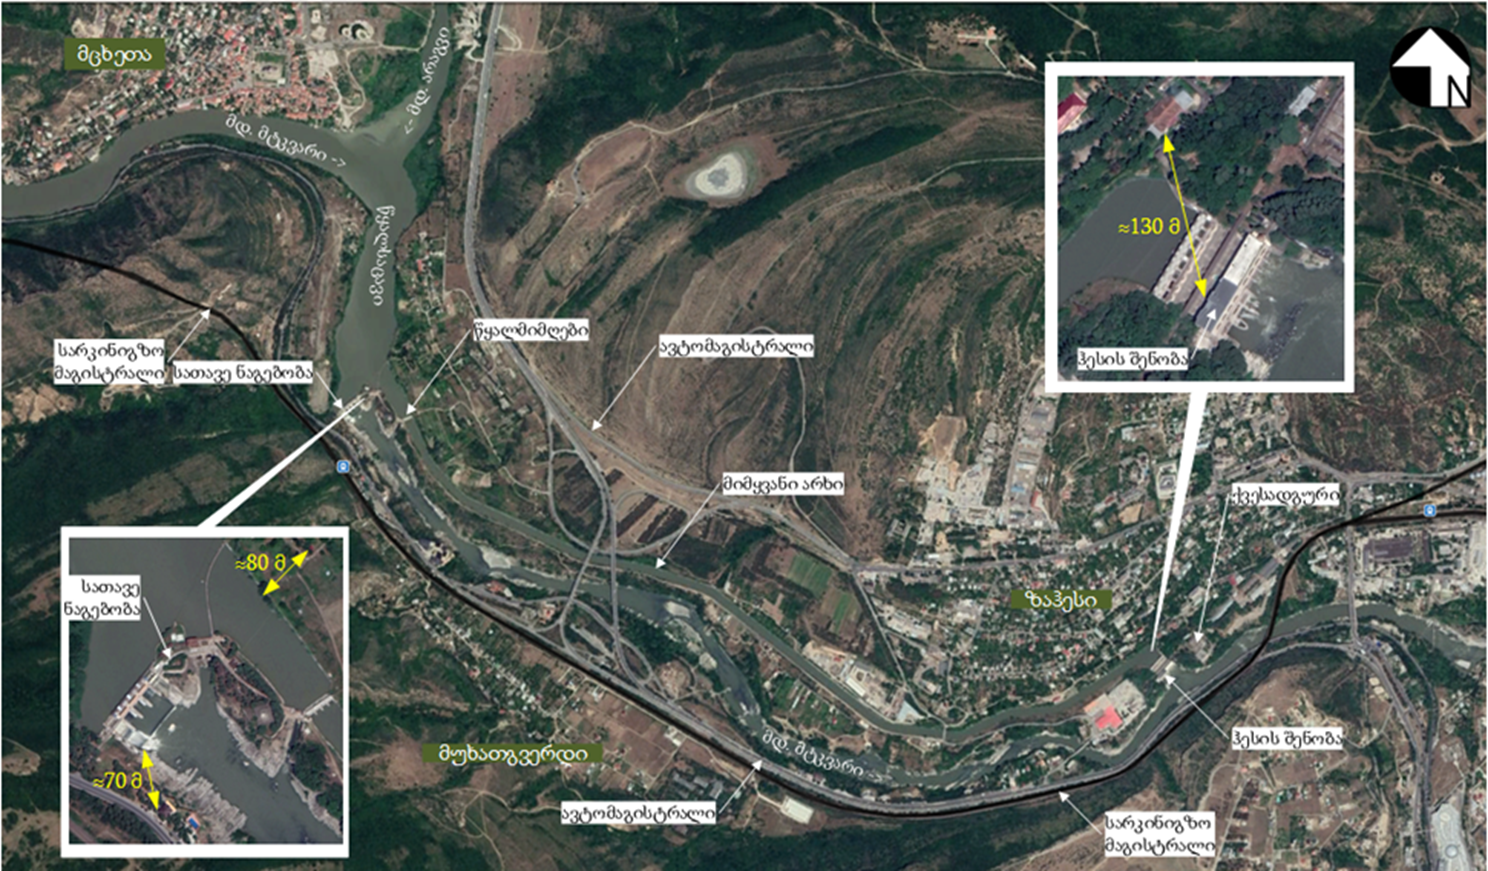 მცხეთა
მდ. არაგვი
<-
მდ. მტკვარი ->
წყალსაცავი
≈130 მ
ჰესის შენობა
წყალმიმღები
ავტომაგისტრალი
სარკინიგზო
მაგისტრალი
სათავე ნაგებობა
მიმყვანი არხი
ქვესადგური
≈80 მ
სათავე
ნაგებობა
≈70 მ
ზაჰესი
მუხათგვერდი
მდ. მტკვარი ->
ჰესის შენობა
ავტომაგისტრალი
სარკინიგზო
მაგისტრალი
N